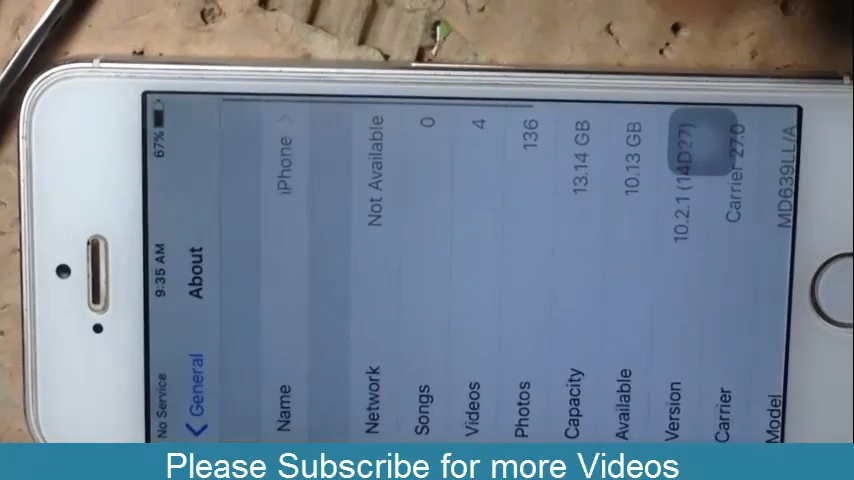 No Service 9:35 AM 67%
General About
Name iPhone
Network Not Available
Songs 0
Videos 4
Photos 136
Capacity 13.14 GB
Available 10.13 GB
Version 10.2.1 (14D27)
Carrier Carrier 27.0
Model MD639LL/A
Please Subscribe for more Videos